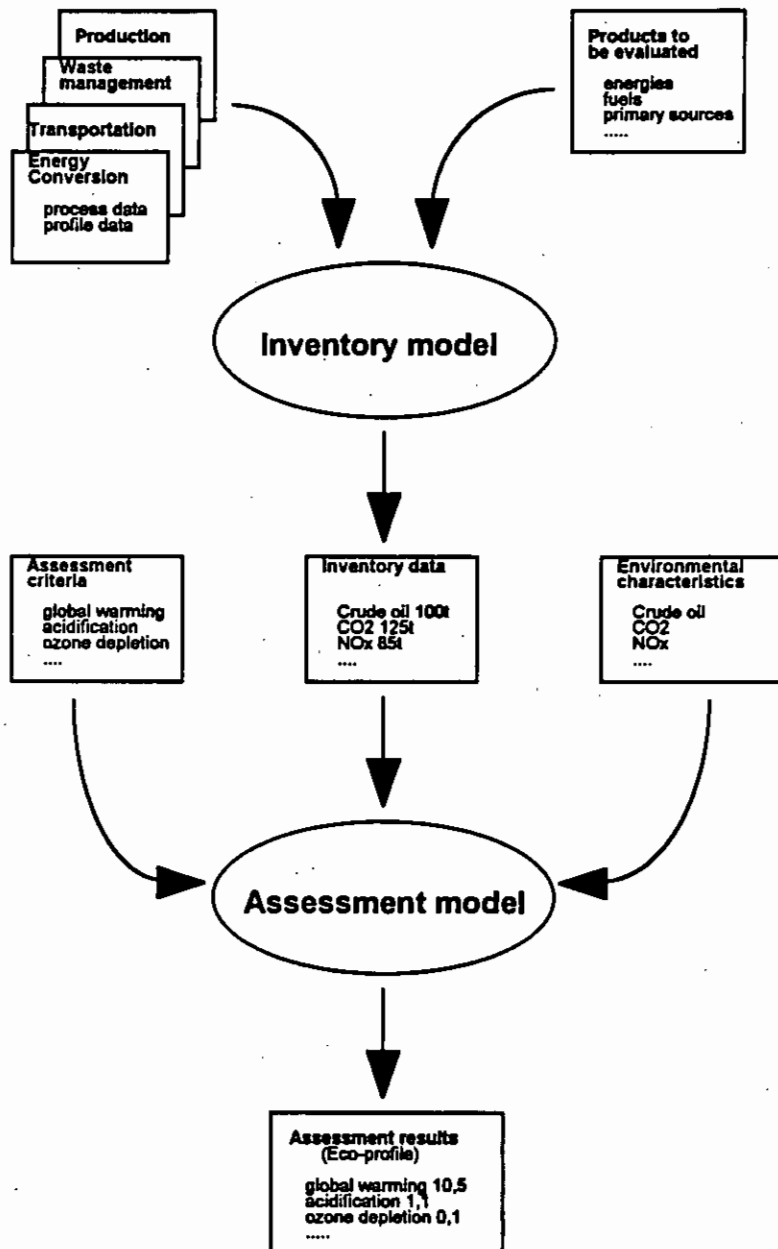 Production
Waste
management
Transportation
Energy
Conversion
process data
profile data
Products to
be evaluated
energies
fuels
primary sources
.....
Inventory model
Assessment
criteria
global warming
acidification
ozone depletion
....
Inventory data
Crude oil 100t
CO2 125t
NOx 85t
....
Environmental
characteristics
Crude oil
CO2
NOx
....
Assessment model
Assessment results
(Eco-profile)
global warming 10,5
acidification 1,1
ozone depletion 0,1
.....